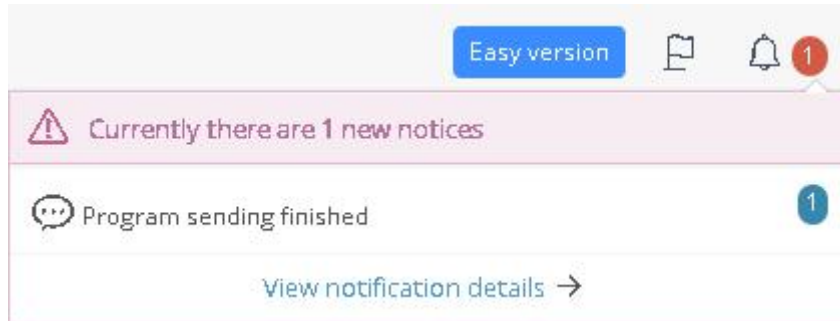 Easy version
1
Currently there are 1 new notices
Program sending finished
1
View notification details →